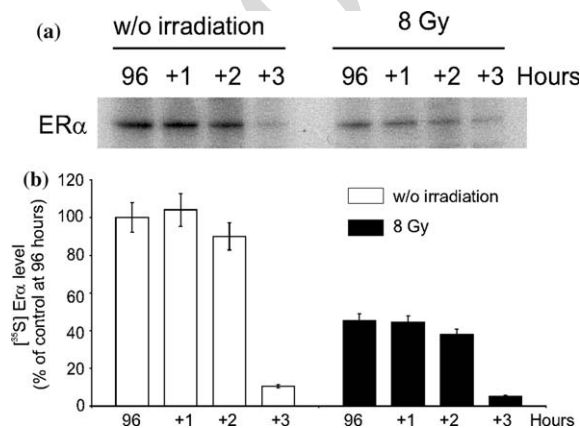 (a) w/o irradiation 8 Gy
96 +1 +2 +3 96 +1 +2 +3 Hours
ERα
(b)
120
100
80
60
40
20
0
[³⁵S] Erα level
(% of control at 96 hours)
w/o irradiation
8 Gy
96 +1 +2 +3 96 +1 +2 +3 Hours